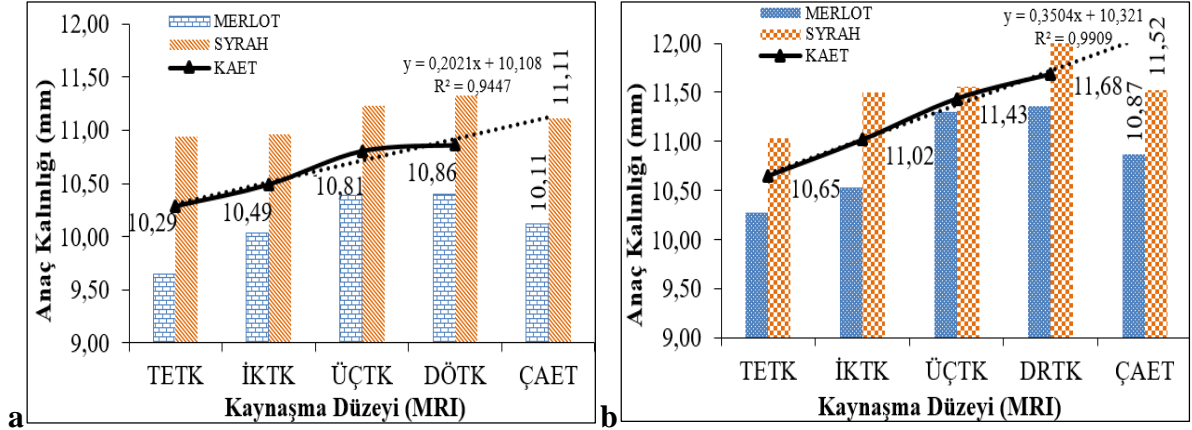 12,00
11,50
11,00
10,50
10,00
9,50
9,00
Anaç Kalınlığı (mm)
MERLOT
SYRAH
KAET
y = 0,2021x + 10,108
R² = 0,9447
10,29
10,49
10,81
10,86
10,11
11,11
TETK İKTK ÜÇTK DÖTK ÇAET
Kaynaşma Düzeyi (MRI)
a
12,00
11,50
11,00
10,50
10,00
9,50
9,00
Anaç Kalınlığı (mm)
MERLOT
SYRAH
KAET
y = 0,3504x + 10,321
R² = 0,9909
10,65
11,02
11,43
11,68
10,87
11,52
TETK İKTK ÜÇTK DRTK ÇAET
Kaynaşma Düzeyi (MRI)
b